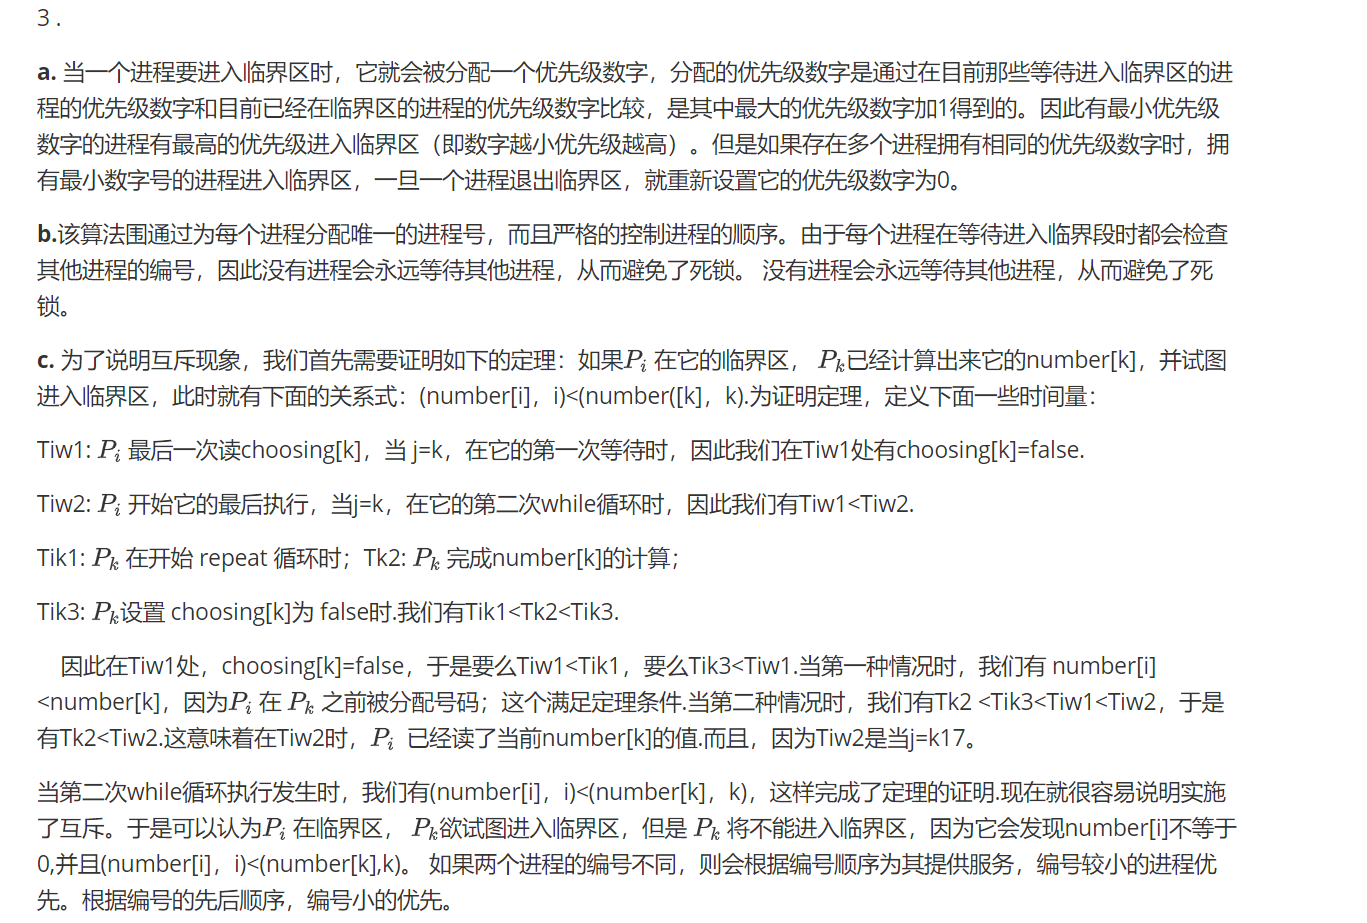 3 .
a. 当一个进程要进入临界区时，它就会被分配一个优先级数字，分配的优先级数字是通过在目前那些等待进入临界区的进
程的优先级数字和目前已经在临界区的进程的优先级数字比较，是其中最大的优先级数字加1得到的。因此有最小优先级
数字的进程有最高的优先级进入临界区（即数字越小优先级越高）。但是如果存在多个进程拥有相同的优先级数字时，拥
有最小数字号的进程进入临界区，一旦一个进程退出临界区，就重新设置它的优先级数字为0。
b.该算法围通过为每个进程分配唯一的进程号，而且严格的控制进程的顺序。由于每个进程在等待进入临界段时都会检查
其他进程的编号，因此没有进程会永远等待其他进程，从而避免了死锁。 没有进程会永远等待其他进程，从而避免了死
锁。
c. 为了说明互斥现象，我们首先需要证明如下的定理：如果P_i 在它的临界区， P_k已经计算出来它的number[k]，并试图
进入临界区，此时就有下面的关系式：(number[i]，i)<(number([k]，k).为证明定理，定义下面一些时间量：
Tiw1: P_i 最后一次读choosing[k]，当 j=k，在它的第一次等待时，因此我们在Tiw1处有choosing[k]=false.
Tiw2: P_i 开始它的最后执行，当j=k，在它的第二次while循环时，因此我们有Tiw1<Tiw2.
Tik1: P_k 在开始 repeat 循环时；Tk2: P_k 完成number[k]的计算；
Tik3: P_k设置 choosing[k]为 false时.我们有Tik1<Tk2<Tik3.
因此在Tiw1处，choosing[k]=false，于是要么Tiw1<Tik1，要么Tik3<Tiw1.当第一种情况时，我们有 number[i]
<number[k]，因为P_i 在 P_k 之前被分配号码；这个满足定理条件.当第二种情况时，我们有Tk2 <Tik3<Tiw1<Tiw2，于是
有Tk2<Tiw2.这意味着在Tiw2时，P_i 已经读了当前number[k]的值.而且，因为Tiw2是当j=k17。
当第二次while循环执行发生时，我们有(number[i]，i)<(number[k]，k)，这样完成了定理的证明.现在就很容易说明实施
了互斥。于是可以认为P_i 在临界区， P_k欲试图进入临界区，但是 P_k 将不能进入临界区，因为它会发现number[i]不等于
0,并且(number[i]，i)<(number[k],k)。 如果两个进程的编号不同，则会根据编号顺序为其提供服务，编号较小的进程优
先。根据编号的先后顺序，编号小的优先。